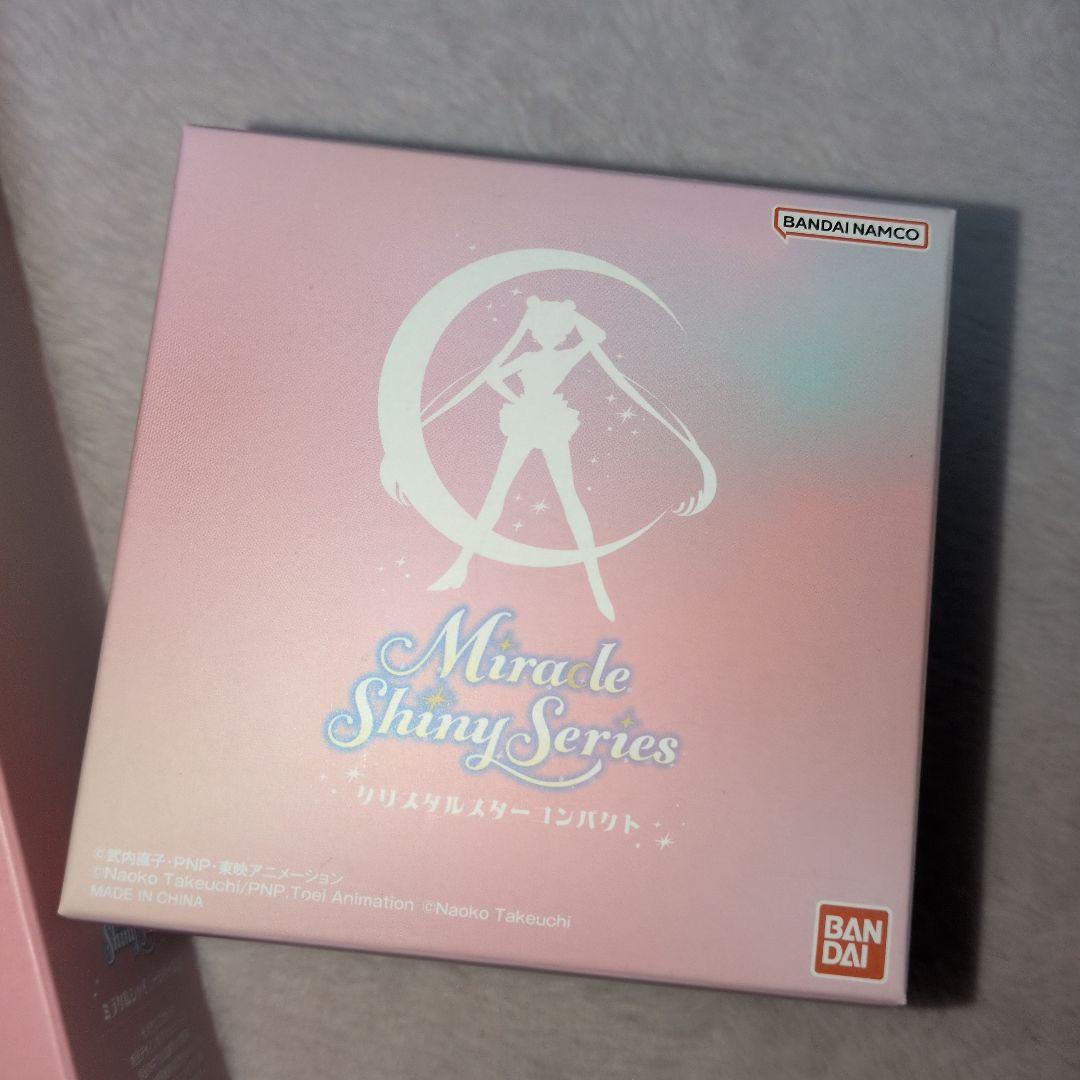 BANDAI NAMCO
Miracle
Shiny Series
クリスタルスターコンパクト
©武内直子・PNP・東映アニメーション
©Naoko Takeuchi/PNP,Toei Animation ©Naoko Takeuchi
MADE IN CHINA
BAN
DAI